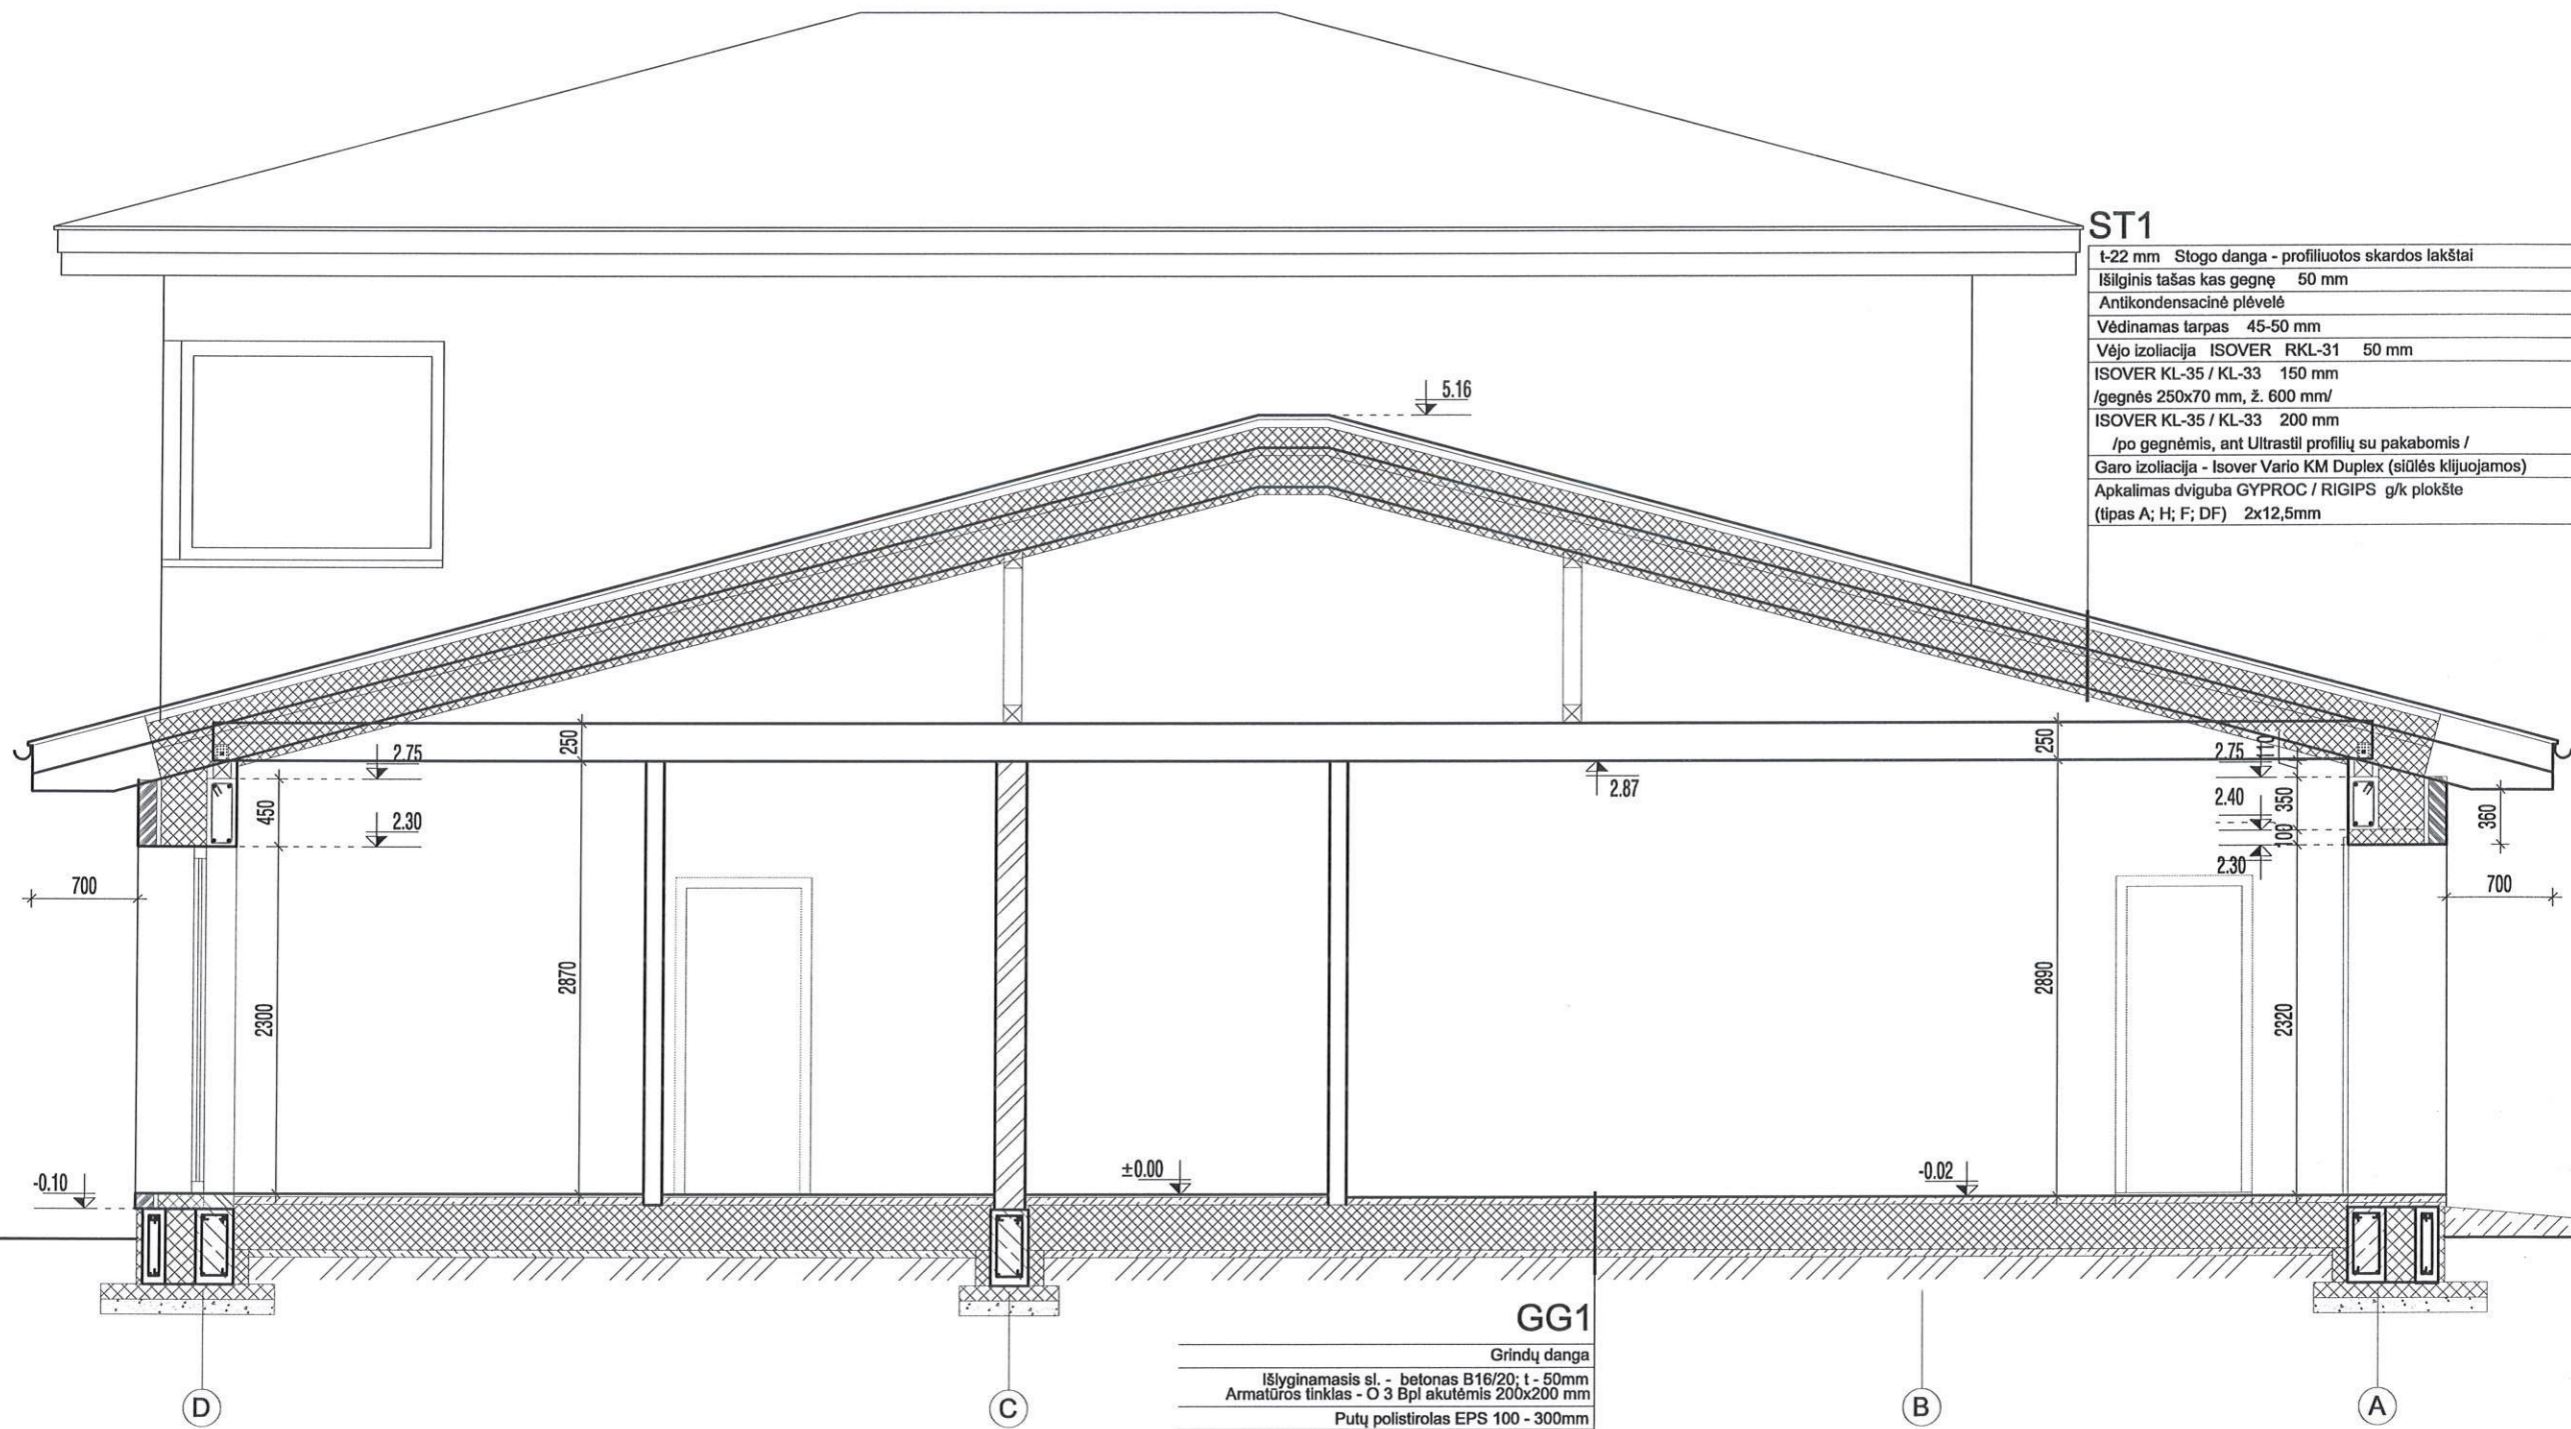 ST1
t-22 mm Stogo danga - profiliuotos skardos lakštai
Išilginis tašas kas gegnę 50 mm
Antikondensacinė plėvelė
Vėdinamas tarpas 45-50 mm
Vėjo izoliacija ISOVER RKL-31 50 mm
ISOVER KL-35 / KL-33 150 mm
/gegnės 250x70 mm, ž. 600 mm/
ISOVER KL-35 / KL-33 200 mm
/po gegnėmis, ant Ultrastil profilių su pakabomis /
Garo izoliacija - Isover Vario KM Duplex (siūlės klijuojamos)
Apkalimas dviguba GYPROC / RIGIPS g/k plokšte
(tipas A; H; F; DF) 2x12,5mm
5.16
250
250
2.75
2.75
110
2.87
450
2.30
2.40
350
100
360
2.30
700
700
2300
2870
2890
2320
-0.10
±0.00
-0.02
GG1
Grindų danga
Išlyginamasis sl. - betonas B16/20; t - 50mm
Armatūros tinklas - O 3 Bpl akutėmis 200x200 mm
Putų polistirolas EPS 100 - 300mm
D
C
B
A